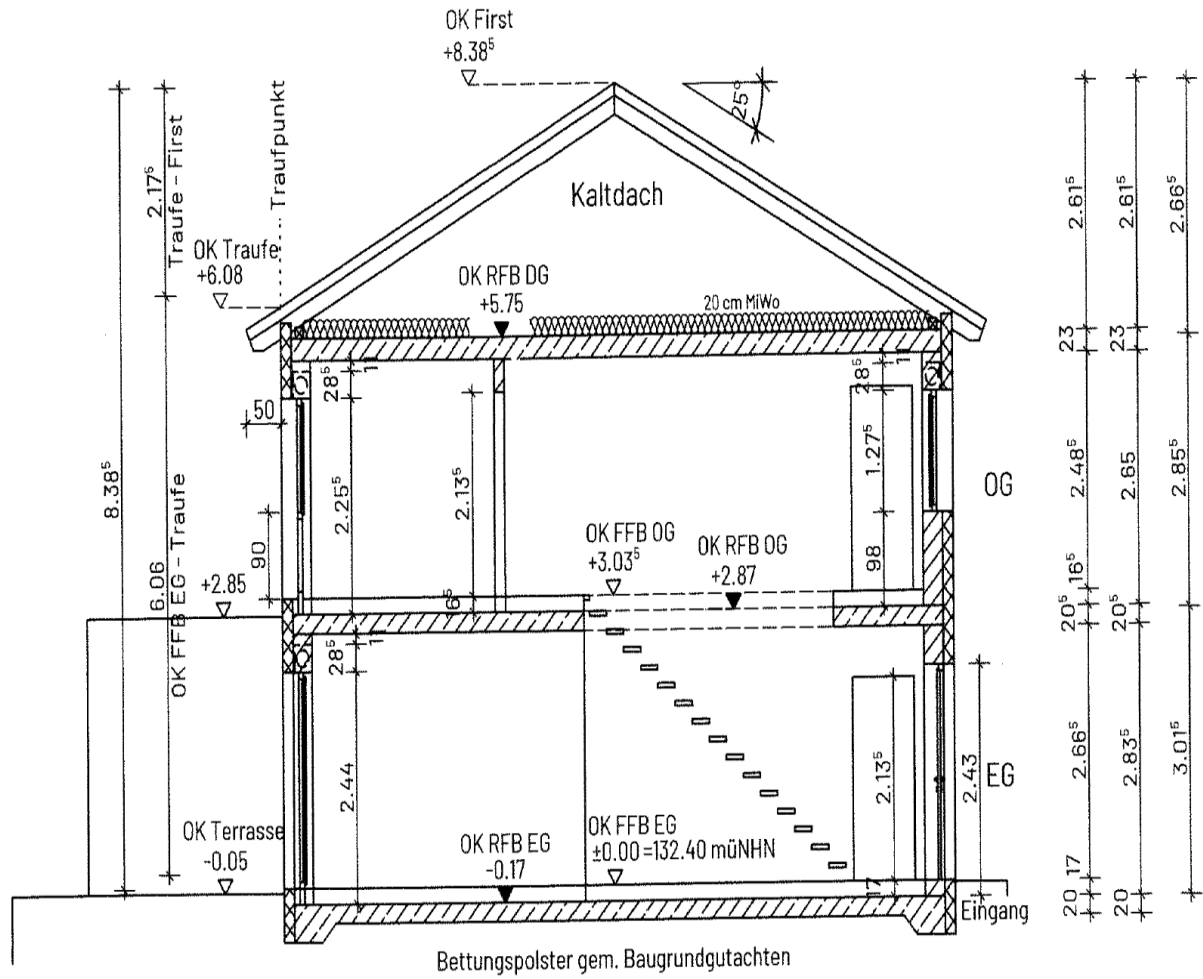 OK First
+8.38⁵
25°
Kaltdach
Traufpunkt
2.17⁵
Traufe - First
OK Traufe
+6.08
OK RFB DG
+5.75
20 cm MiWo
8.38⁵
6.06
OK FFB EG - Traufe
50
90
28⁵
1
2.25⁵
2.13⁵
16⁵
OK FFB OG
+3.03⁵
OK RFB OG
+2.87
28⁵
1
1.27⁵
98
OG
+2.85
28⁵
1
2.44
2.13⁵
2.43
EG
OK Terrasse
-0.05
OK RFB EG
-0.17
OK FFB EG
±0.00 =132.40 müNHN
17
Eingang
Bettungspolster gem. Baugrundgutachten
2.61⁵
23
2.48⁵
16⁵
20⁵
2.66⁵
17
20
2.61⁵
23
2.65
20⁵
2.83⁵
20
2.66⁵
2.85⁵
3.01⁵